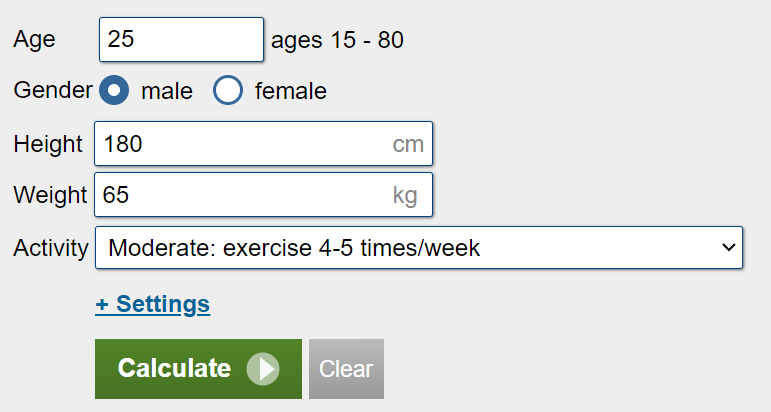 Age 25 ages 15 - 80
Gender male female
Height 180 cm
Weight 65 kg
Activity Moderate: exercise 4-5 times/week
+ Settings
Calculate Clear